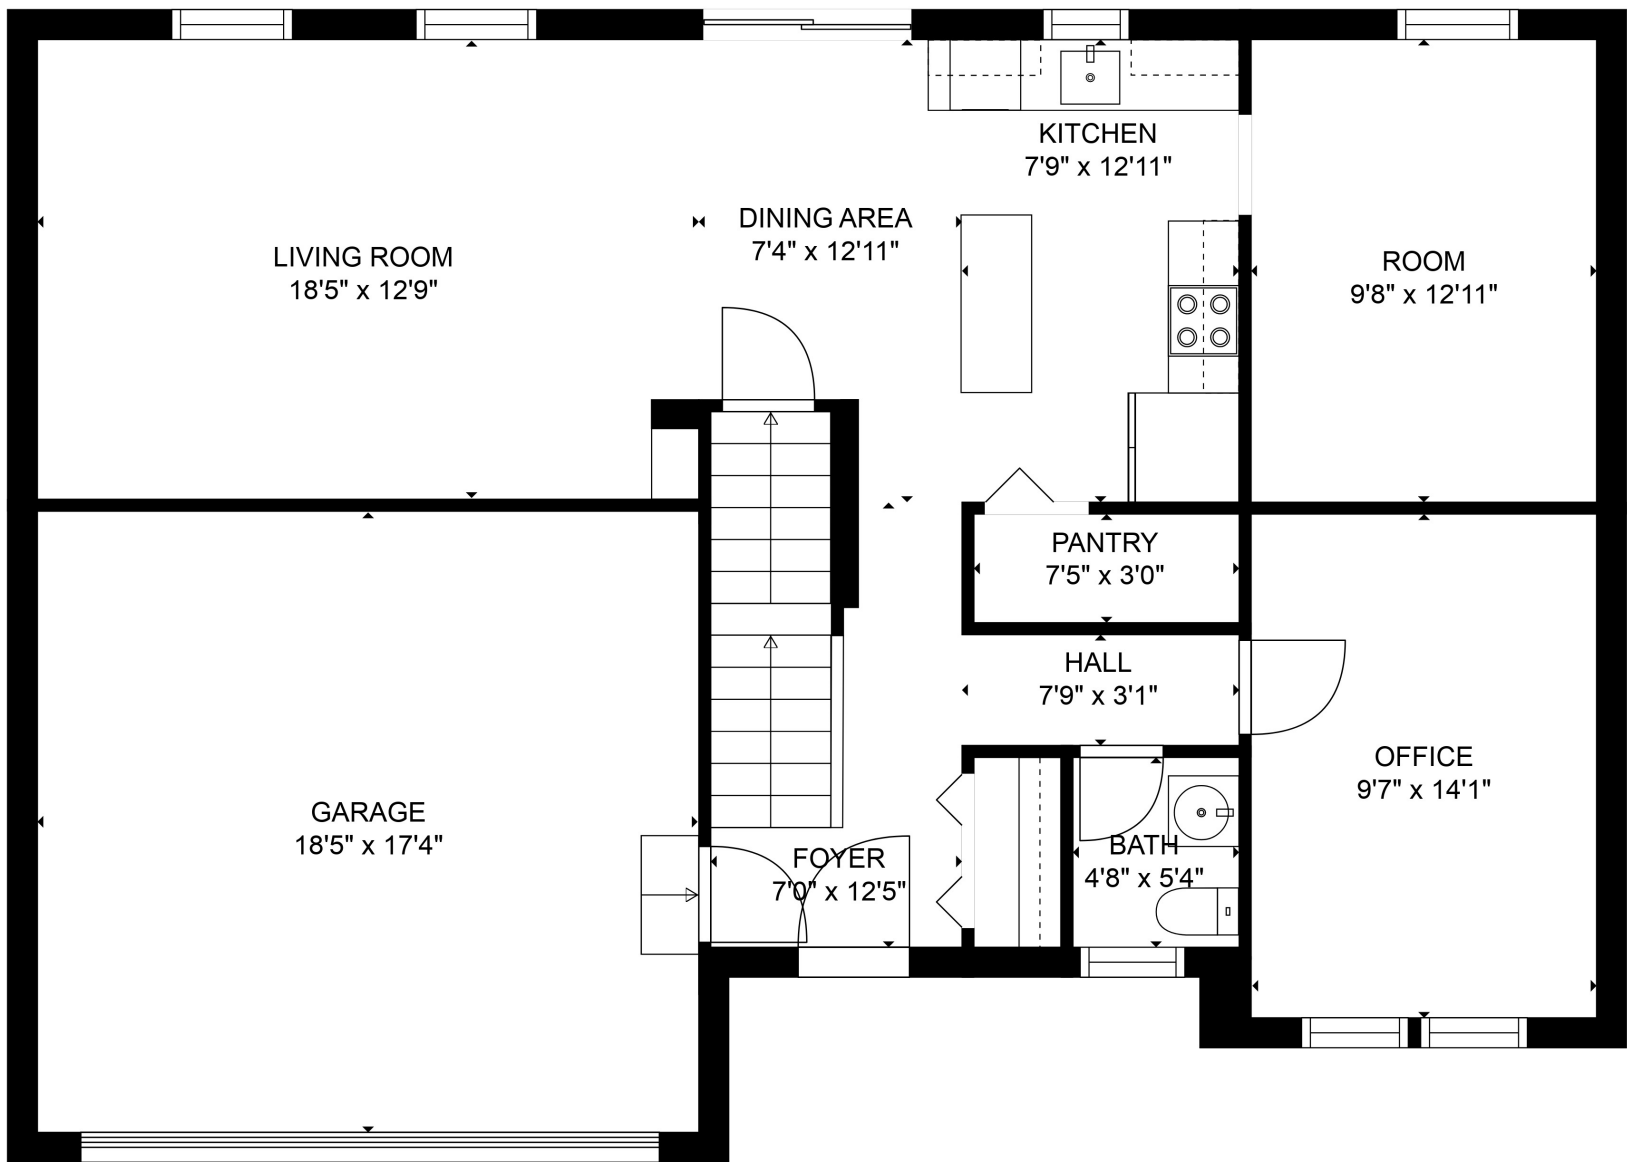 KITCHEN
7'9" x 12'11"
DINING AREA
7'4" x 12'11"
LIVING ROOM
18'5" x 12'9"
ROOM
9'8" x 12'11"
PANTRY
7'5" x 3'0"
HALL
7'9" x 3'1"
OFFICE
9'7" x 14'1"
GARAGE
18'5" x 17'4"
FOYER
7'0" x 12'5"
BATH
4'8" x 5'4"